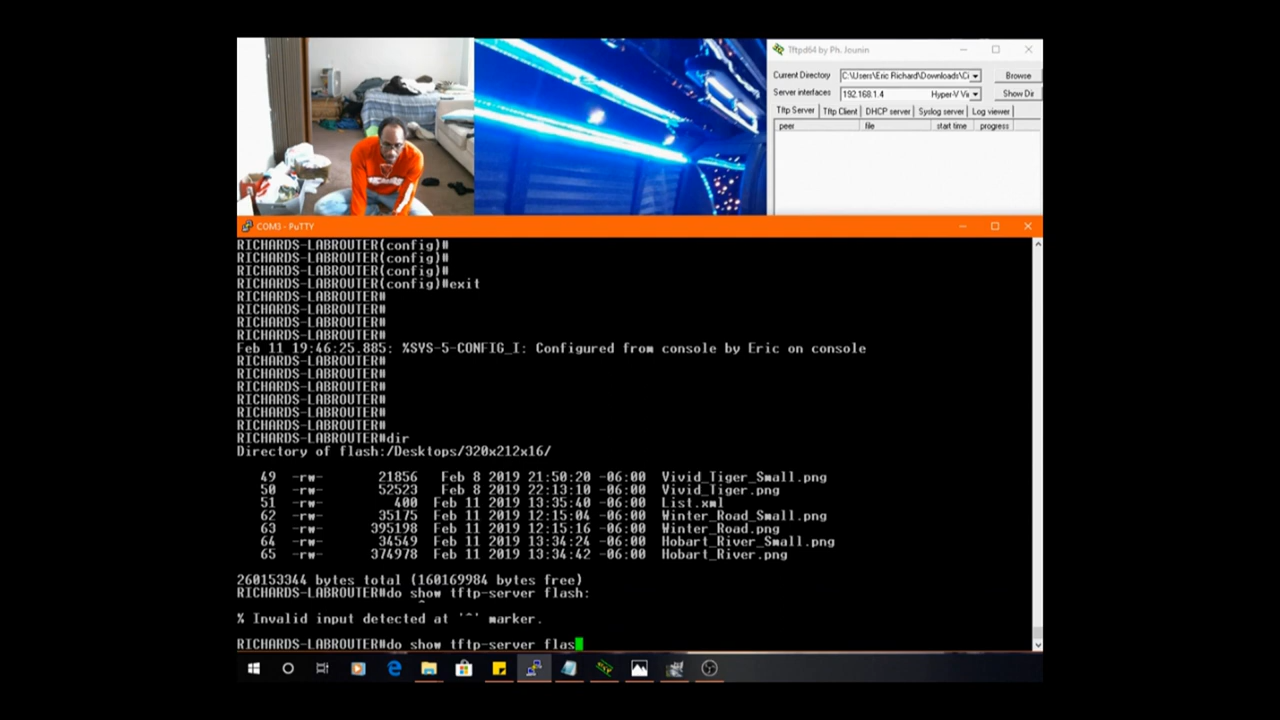 Tftpd64 by Ph. Jounin
Current Directory C:\Users\Eric Richard\Downloads\Ci Browse
Server interfaces 192.168.1.4 Hyper-V Vi Show Dir
Tftp Server Tftp Client DHCP server Syslog server Log viewer
peer file start time progress
COM3 - PuTTY
RICHARDS-LABROUTER(config)#
RICHARDS-LABROUTER(config)#
RICHARDS-LABROUTER(config)#
RICHARDS-LABROUTER(config)#exit
RICHARDS-LABROUTER#
RICHARDS-LABROUTER#
RICHARDS-LABROUTER#
RICHARDS-LABROUTER#
Feb 11 19:46:25.885: %SYS-5-CONFIG_I: Configured from console by Eric on console
RICHARDS-LABROUTER#
RICHARDS-LABROUTER#
RICHARDS-LABROUTER#
RICHARDS-LABROUTER#
RICHARDS-LABROUTER#
RICHARDS-LABROUTER#
RICHARDS-LABROUTER#dir
Directory of flash:/Desktops/320x212x16/
49 -rw- 21856 Feb 8 2019 21:50:20 -06:00 Vivid_Tiger_Small.png
50 -rw- 52523 Feb 8 2019 22:13:10 -06:00 Vivid_Tiger.png
51 -rw- 400 Feb 11 2019 13:35:40 -06:00 List.xml
62 -rw- 35175 Feb 11 2019 12:15:04 -06:00 Winter_Road_Small.png
63 -rw- 395198 Feb 11 2019 12:15:16 -06:00 Winter_Road.png
64 -rw- 34549 Feb 11 2019 13:34:24 -06:00 Hobart_River_Small.png
65 -rw- 374978 Feb 11 2019 13:34:42 -06:00 Hobart_River.png
260153344 bytes total (160169984 bytes free)
RICHARDS-LABROUTER#do show tftp-server flash:
^
% Invalid input detected at '^' marker.
RICHARDS-LABROUTER#do show tftp-server flas